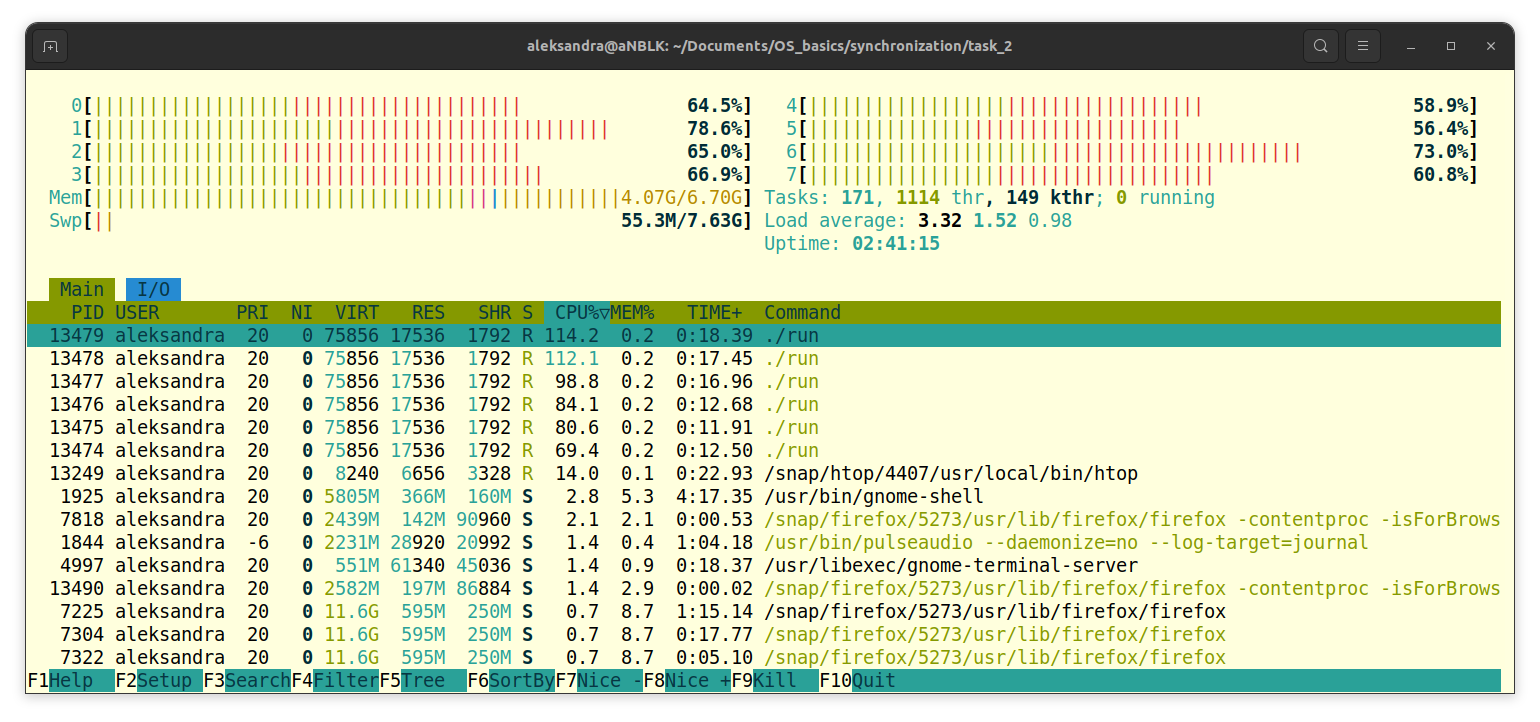 aleksandra@aNBLK: ~/Documents/OS_basics/synchronization/task_2
0[|||||||||||||||||||||||||||||||||||||||               64.5%] 4[||||||||||||||||||||||||||||||||||||                   58.9%]
1[|||||||||||||||||||||||||||||||||||||||||||||||       78.6%] 5[||||||||||||||||||||||||||||||||||                     56.4%]
2[|||||||||||||||||||||||||||||||||||||||               65.0%] 6[|||||||||||||||||||||||||||||||||||||||||||||          73.0%]
3[|||||||||||||||||||||||||||||||||||||||||             66.9%] 7[|||||||||||||||||||||||||||||||||||||                  60.8%]
Mem[||||||||||||||||||||||||||||||||||||||||||||||||4.07G/6.70G] Tasks: 171, 1114 thr, 149 kthr; 0 running
Swp[||                                              55.3M/7.63G] Load average: 3.32 1.52 0.98
Uptime: 02:41:15
Main I/O
PID USER PRI NI VIRT RES SHR S CPU%▽MEM% TIME+ Command
13479 aleksandra 20 0 75856 17536 1792 R 114.2 0.2 0:18.39 ./run
13478 aleksandra 20 0 75856 17536 1792 R 112.1 0.2 0:17.45 ./run
13477 aleksandra 20 0 75856 17536 1792 R 98.8 0.2 0:16.96 ./run
13476 aleksandra 20 0 75856 17536 1792 R 84.1 0.2 0:12.68 ./run
13475 aleksandra 20 0 75856 17536 1792 R 80.6 0.2 0:11.91 ./run
13474 aleksandra 20 0 75856 17536 1792 R 69.4 0.2 0:12.50 ./run
13249 aleksandra 20 0 8240 6656 3328 R 14.0 0.1 0:22.93 /snap/htop/4407/usr/local/bin/htop
1925 aleksandra 20 0 5805M 366M 160M S 2.8 5.3 4:17.35 /usr/bin/gnome-shell
7818 aleksandra 20 0 2439M 142M 90960 S 2.1 2.1 0:00.53 /snap/firefox/5273/usr/lib/firefox/firefox -contentproc -isForBrows
1844 aleksandra -6 0 2231M 28920 20992 S 1.4 0.4 1:04.18 /usr/bin/pulseaudio --daemonize=no --log-target=journal
4997 aleksandra 20 0 551M 61340 45036 S 1.4 0.9 0:18.37 /usr/libexec/gnome-terminal-server
13490 aleksandra 20 0 2582M 197M 86884 S 1.4 2.9 0:00.02 /snap/firefox/5273/usr/lib/firefox/firefox -contentproc -isForBrows
7225 aleksandra 20 0 11.6G 595M 250M S 0.7 8.7 1:15.14 /snap/firefox/5273/usr/lib/firefox/firefox
7304 aleksandra 20 0 11.6G 595M 250M S 0.7 8.7 0:17.77 /snap/firefox/5273/usr/lib/firefox/firefox
7322 aleksandra 20 0 11.6G 595M 250M S 0.7 8.7 0:05.10 /snap/firefox/5273/usr/lib/firefox/firefox
F1Help F2Setup F3SearchF4FilterF5Tree F6SortByF7Nice -F8Nice +F9Kill F10Quit